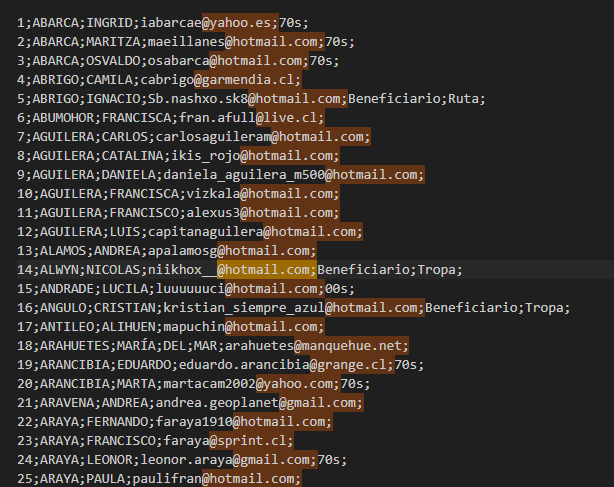 1;ABARCA;INGRID;iabarcae@yahoo.es;70s;
2;ABARCA;MARITZA;maeillanes@hotmail.com;70s;
3;ABARCA;OSVALDO;osabarca@hotmail.com;70s;
4;ABRIGO;CAMILA;cabrigo@garmendia.cl;
5;ABRIGO;IGNACIO;Sb.nashxo.sk8@hotmail.com;Beneficiario;Ruta;
6;ABUMOHOR;FRANCISCA;fran.afull@live.cl;
7;AGUILERA;CARLOS;carlosaguileram@hotmail.com;
8;AGUILERA;CATALINA;ikis_rojo@hotmail.com;
9;AGUILERA;DANIELA;daniela_aguilera_m500@hotmail.com;
10;AGUILERA;FRANCISCA;vizkala@hotmail.com;
11;AGUILERA;FRANCISCO;alexus3@hotmail.com;
12;AGUILERA;LUIS;capitanaguilera@hotmail.com;
13;ALAMOS;ANDREA;apalamosg@hotmail.com;
14;ALWYN;NICOLAS;niikhox__@hotmail.com;Beneficiario;Tropa;
15;ANDRADE;LUCILA;luuuuuuci@hotmail.com;00s;
16;ANGULO;CRISTIAN;kristian_siempre_azul@hotmail.com;Beneficiario;Tropa;
17;ANTILEO;ALIHUEN;mapuchin@hotmail.com;
18;ARAHUETES;MARÍA;DEL;MAR;arahuetes@manquehue.net;
19;ARANCIBIA;EDUARDO;eduardo.arancibia@grange.cl;70s;
20;ARANCIBIA;MARTA;martacam2002@yahoo.com;70s;
21;ARAVENA;ANDREA;andrea.geoplanet@gmail.com;
22;ARAYA;FERNANDO;faraya1910@hotmail.com;
23;ARAYA;FRANCISCO;faraya@sprint.cl;
24;ARAYA;LEONOR;leonor.araya@gmail.com;70s;
25;ARAYA;PAULA;paulifran@hotmail.com;